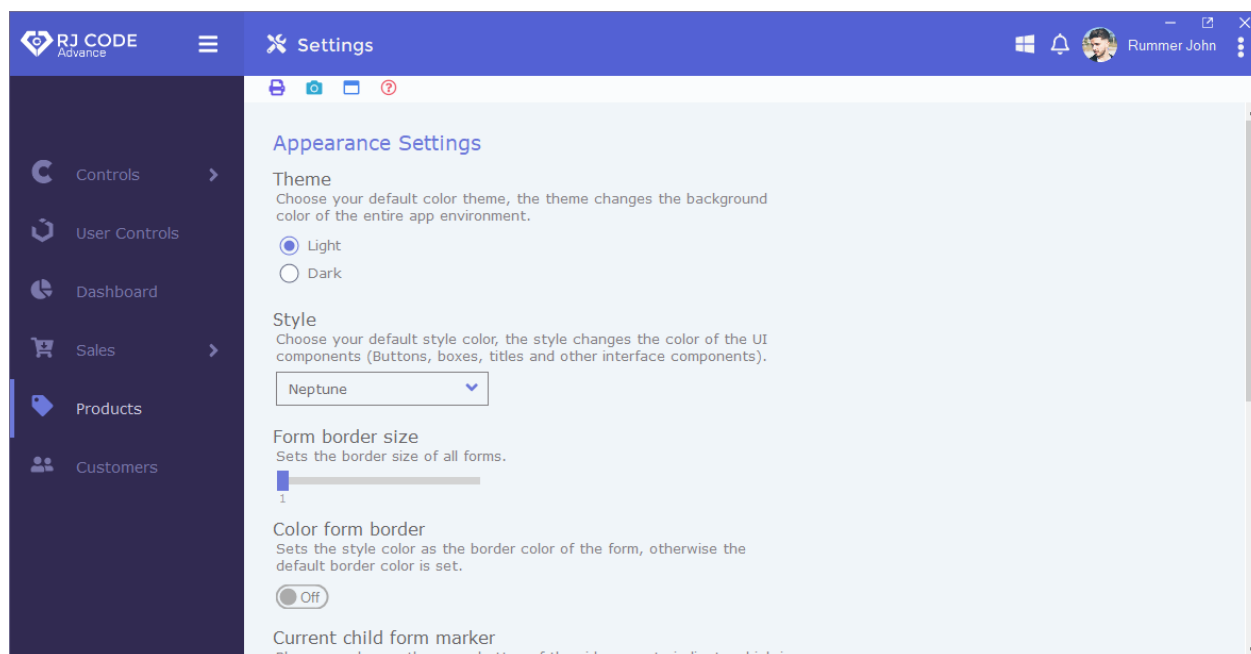 RJ CODE
Advance
Settings
Rummer John
Controls
User Controls
Dashboard
Sales
Products
Customers
Appearance Settings
Theme
Choose your default color theme, the theme changes the background
color of the entire app environment.
Light
Dark
Style
Choose your default style color, the style changes the color of the UI
components (Buttons, boxes, titles and other interface components).
Neptune
Form border size
Sets the border size of all forms.
1
Color form border
Sets the style color as the border color of the form, otherwise the
default border color is set.
Off
Current child form marker